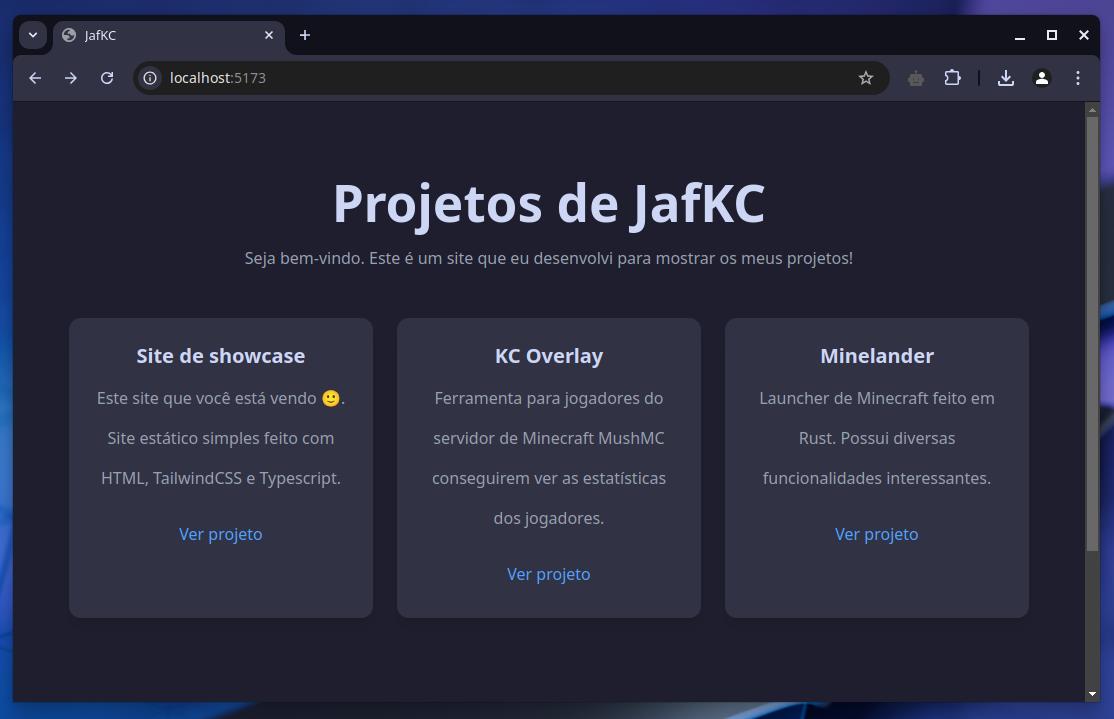 JafKC
localhost:5173
Projetos de JafKC
Seja bem-vindo. Este é um site que eu desenvolvi para mostrar os meus projetos!
Site de showcase
Este site que você está vendo 🙂.
Site estático simples feito com
HTML, TailwindCSS e Typescript.
Ver projeto
KC Overlay
Ferramenta para jogadores do
servidor de Minecraft MushMC
conseguirem ver as estatísticas
dos jogadores.
Ver projeto
Minelander
Launcher de Minecraft feito em
Rust. Possui diversas
funcionalidades interessantes.
Ver projeto